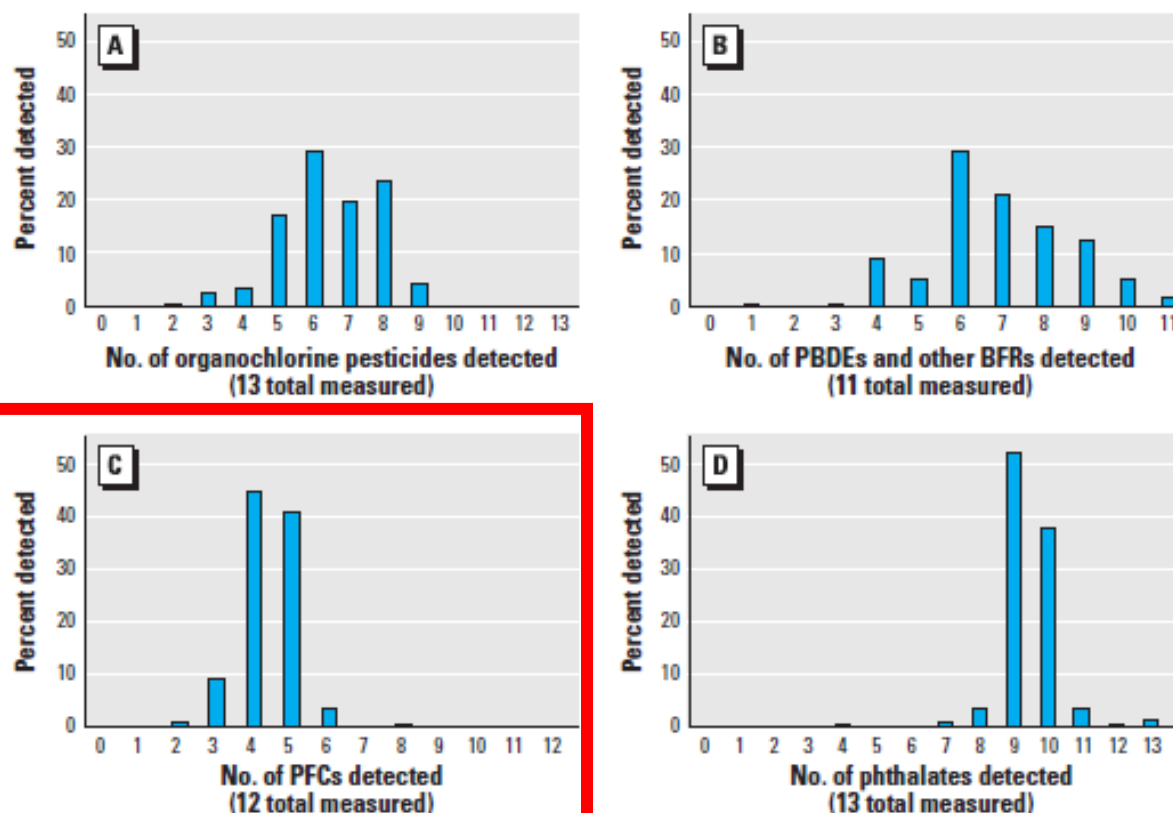 A
Percent detected
50
40
30
20
10
0
0 1 2 3 4 5 6 7 8 9 10 11 12 13
No. of organochlorine pesticides detected
(13 total measured)
B
Percent detected
50
40
30
20
10
0
0 1 2 3 4 5 6 7 8 9 10 11
No. of PBDEs and other BFRs detected
(11 total measured)
C
Percent detected
50
40
30
20
10
0
0 1 2 3 4 5 6 7 8 9 10 11 12
No. of PFCs detected
(12 total measured)
D
Percent detected
50
40
30
20
10
0
0 1 2 3 4 5 6 7 8 9 10 11 12 13
No. of phthalates detected
(13 total measured)